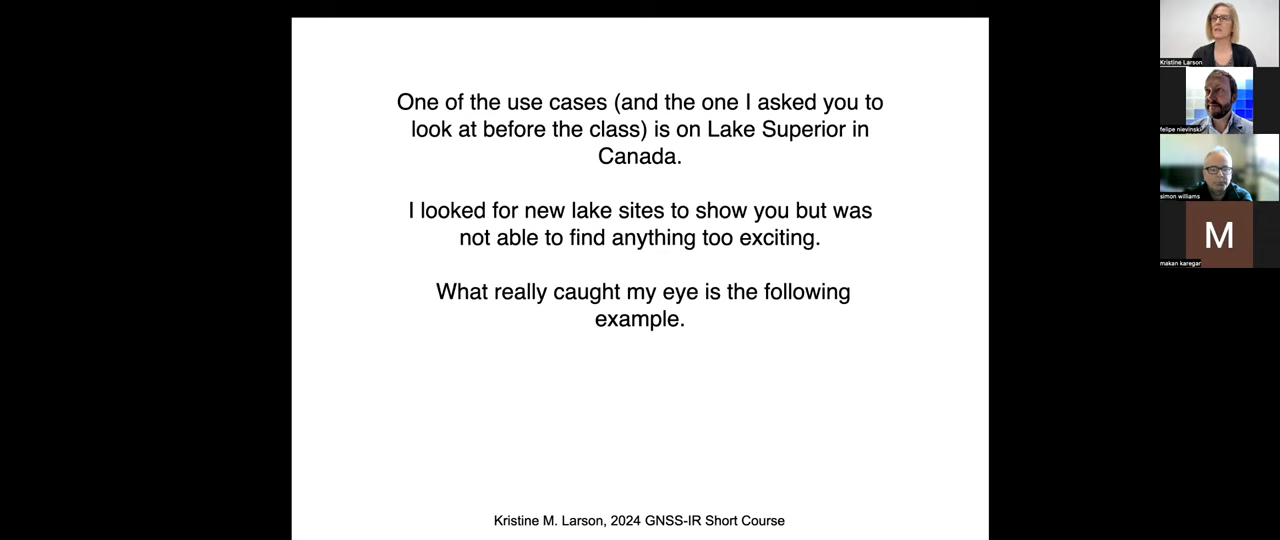 One of the use cases (and the one I asked you to
look at before the class) is on Lake Superior in
Canada.
I looked for new lake sites to show you but was
not able to find anything too exciting.
What really caught my eye is the following
example.
Kristine M. Larson, 2024 GNSS-IR Short Course
Kristine Larson
felipe nievinski
simon williams
M
makan karegar